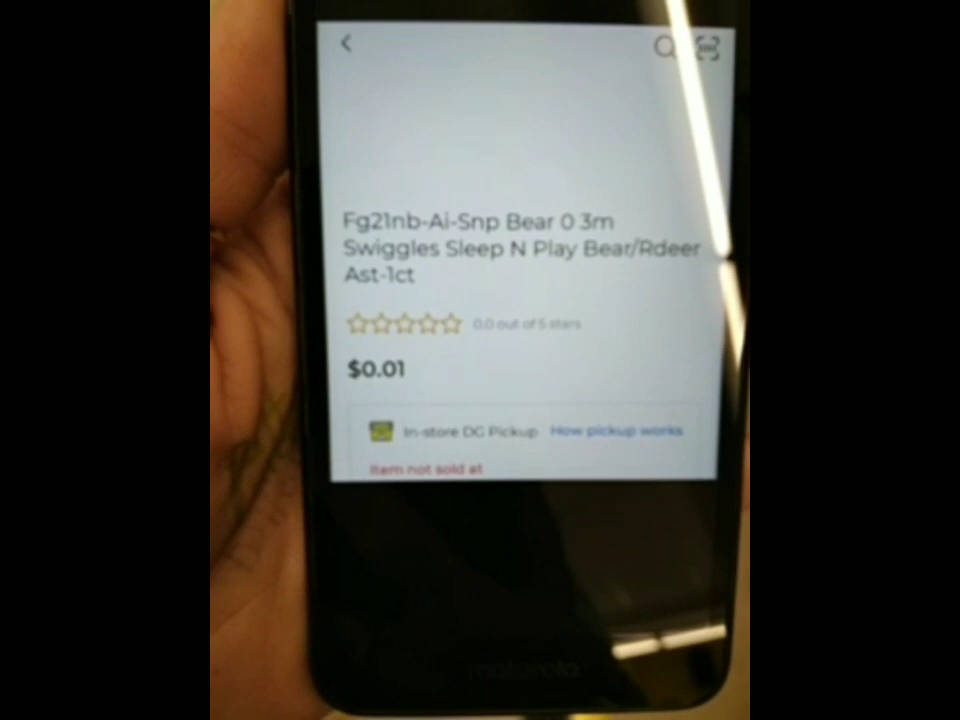 Fg21nb-Ai-Snp Bear 0 3m
Swiggles Sleep N Play Bear/Rdeer
Ast-1ct
0.0 out of 5 stars
$0.01
In-store DG Pickup How pickup works
Item not sold at
motorola